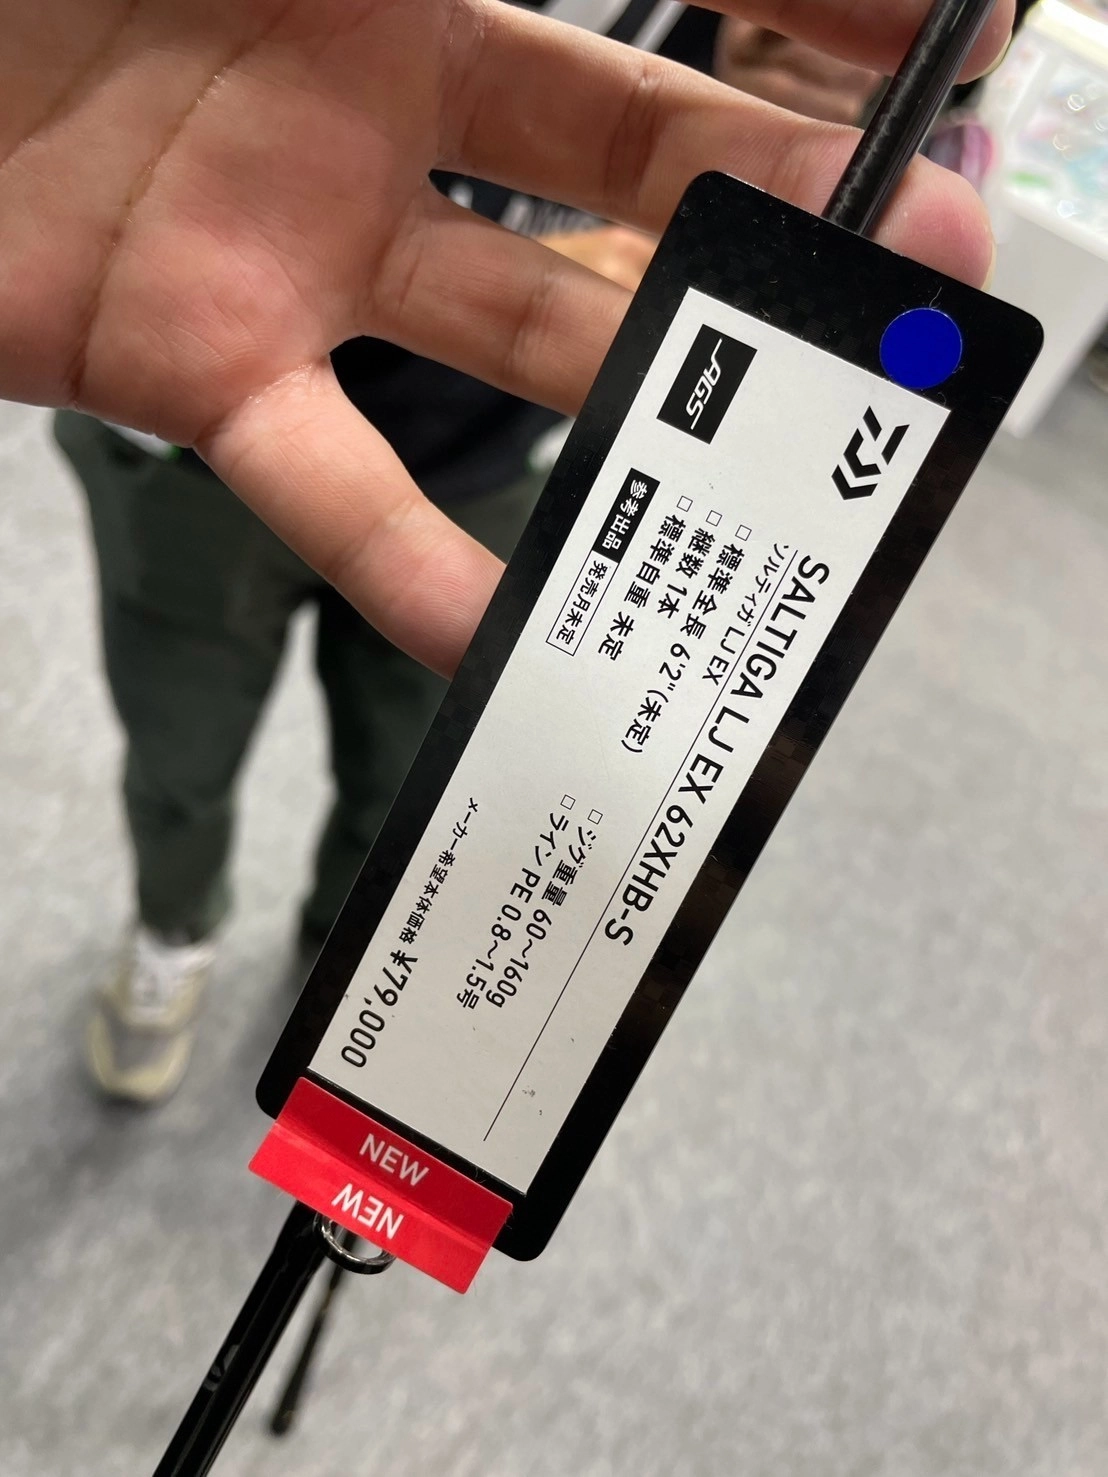 SALTIGA LJ EX 62XHB-S
ソルティガ LJ EX
□ 標準全長 6'2"(未定)
□ 継数 1本
□ 標準自重 未定
□ ジグ重量 60～160g
□ ライン PE 0.8～1.5号
参考出品 発売月未定
メーカー希望本体価格 ¥79,000
AGS
NEW
NEW